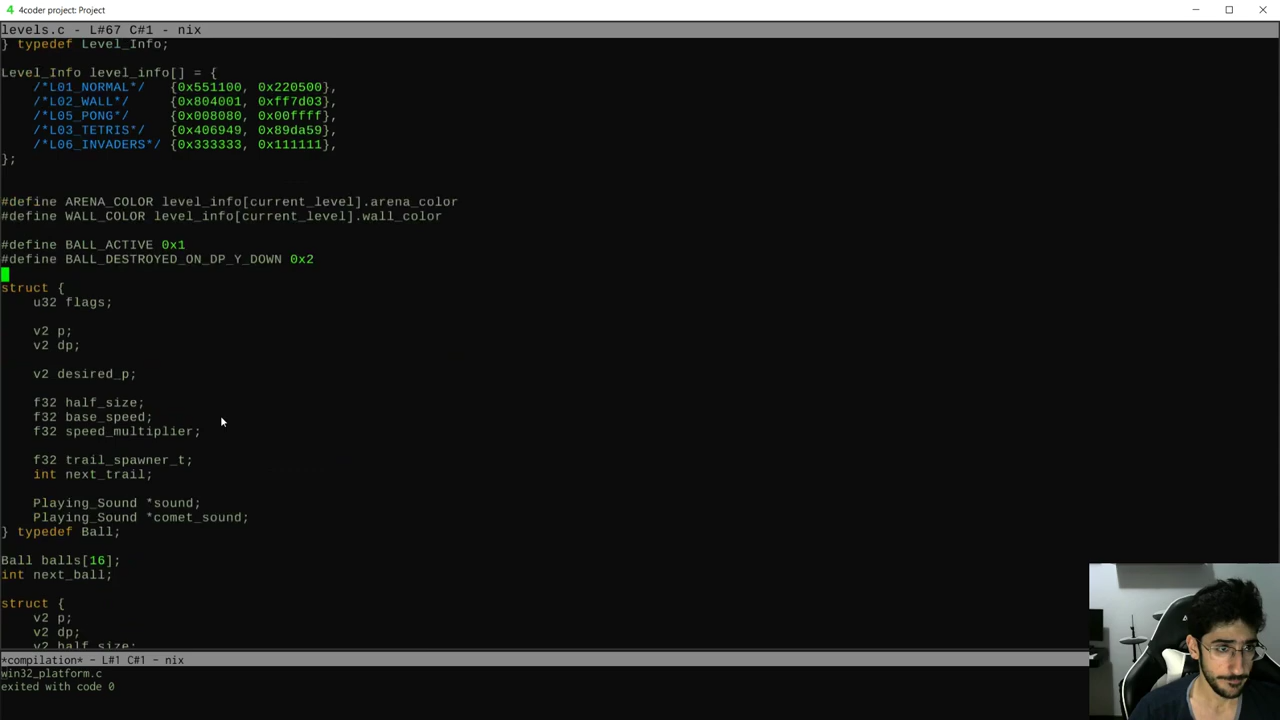 4coder project: Project
levels.c - L#67 C#1 - nix
} typedef Level_Info;
Level_Info level_info[] = {
/*L01_NORMAL*/ {0x551100, 0x220500},
/*L02_WALL*/ {0x804001, 0xff7d03},
/*L05_PONG*/ {0x008080, 0x00ffff},
/*L03_TETRIS*/ {0x406949, 0x89da59},
/*L06_INVADERS*/ {0x333333, 0x111111},
};
#define ARENA_COLOR level_info[current_level].arena_color
#define WALL_COLOR level_info[current_level].wall_color
#define BALL_ACTIVE 0x1
#define BALL_DESTROYED_ON_DP_Y_DOWN 0x2
struct {
u32 flags;
v2 p;
v2 dp;
v2 desired_p;
f32 half_size;
f32 base_speed;
f32 speed_multiplier;
f32 trail_spawner_t;
int next_trail;
Playing_Sound *sound;
Playing_Sound *comet_sound;
} typedef Ball;
Ball balls[16];
int next_ball;
struct {
v2 p;
v2 dp;
v2 half_size;
*compilation* - L#1 C#1 - nix
win32_platform.c
exited with code 0